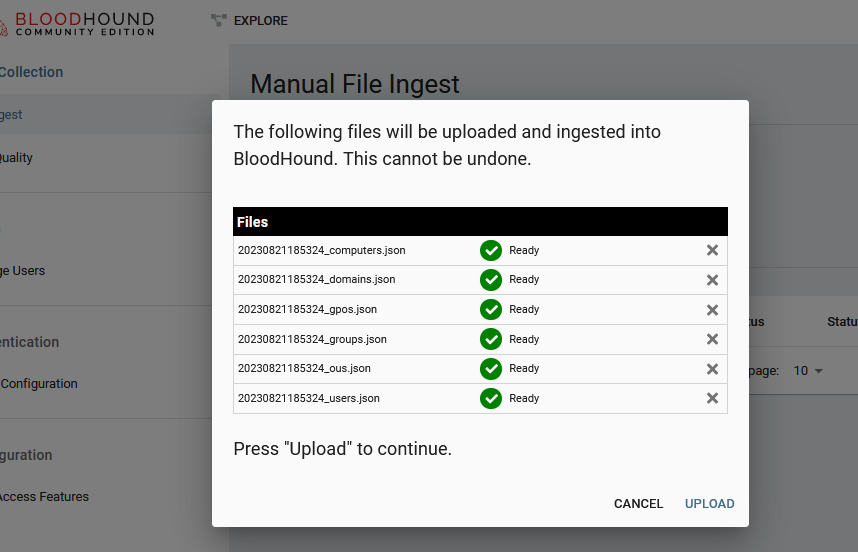 BLOODHOUND
COMMUNITY EDITION
EXPLORE
Collection
Manual File Ingest
The following files will be uploaded and ingested into
BloodHound. This cannot be undone.
Files
20230821185324_computers.json Ready
20230821185324_domains.json Ready
20230821185324_gpos.json Ready
20230821185324_groups.json Ready
20230821185324_ous.json Ready
20230821185324_users.json Ready
Press "Upload" to continue.
CANCEL UPLOAD
gest
uality
ge Users
entication
Configuration
guration
Access Features
tus Statu
page: 10